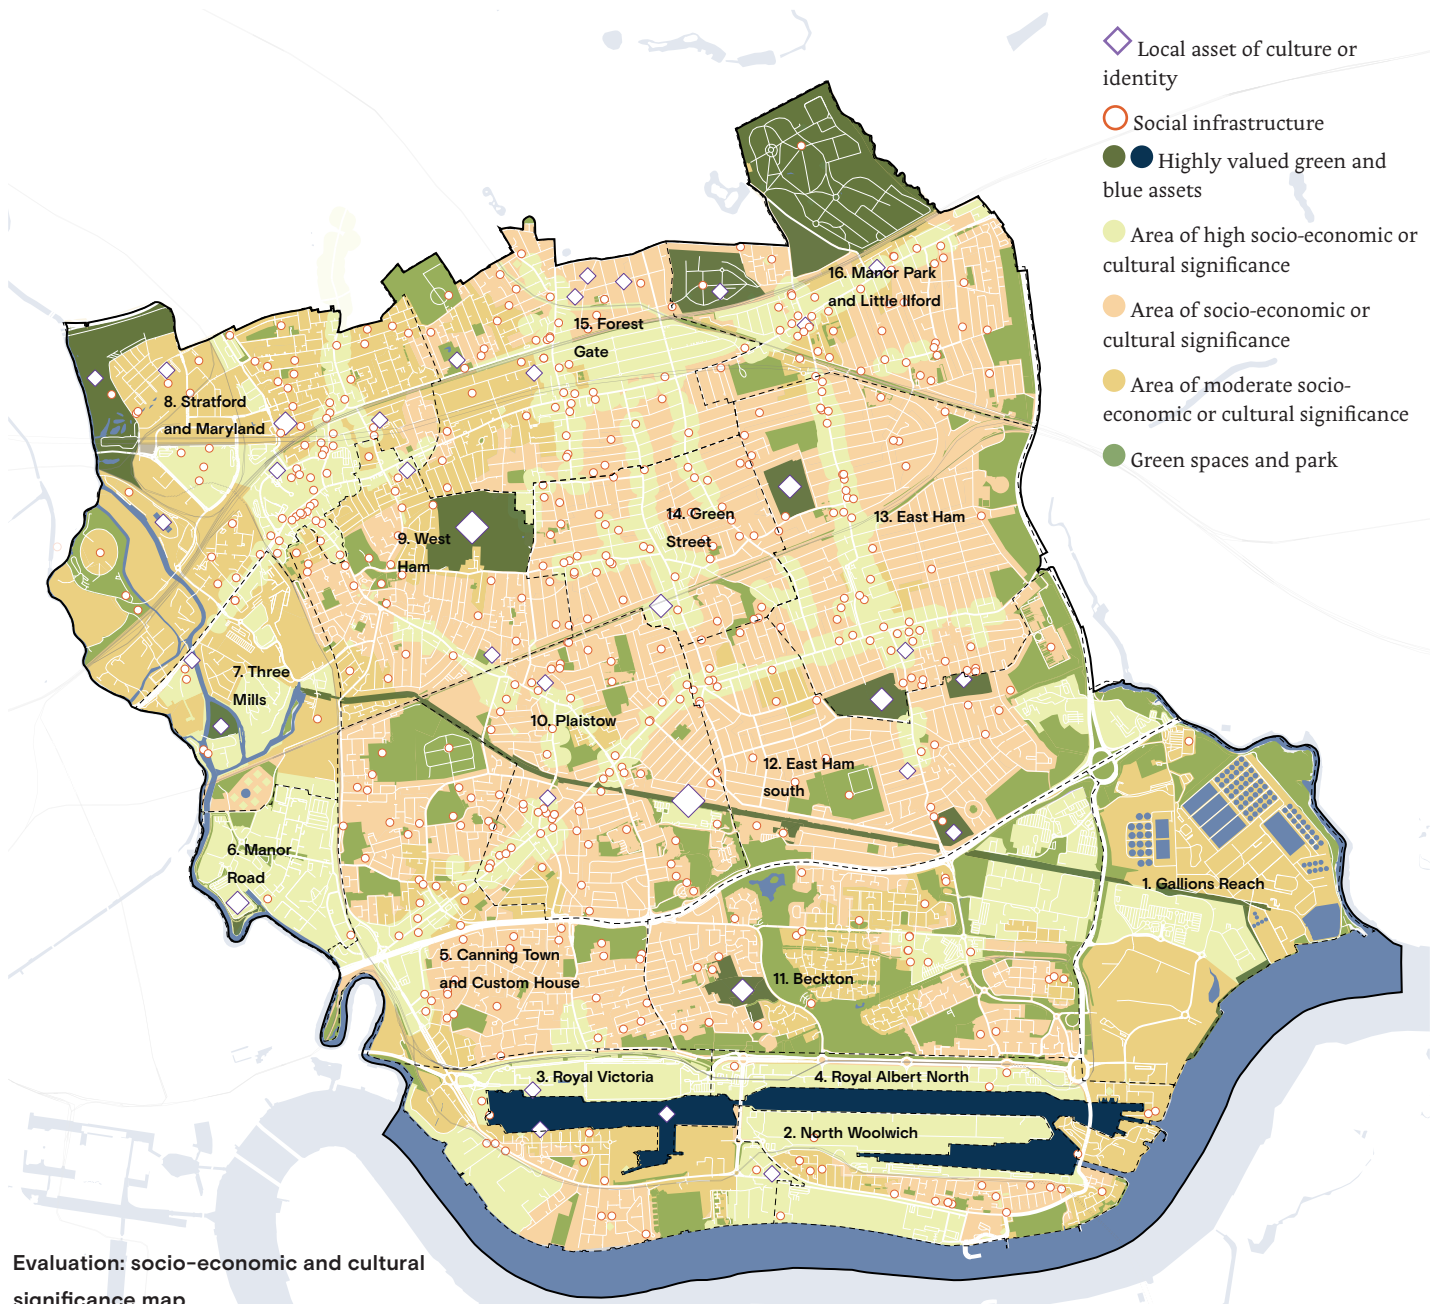 Local asset of culture or
identity
Social infrastructure
Highly valued green and
blue assets
Area of high socio-economic or
cultural significance
Area of socio-economic or
cultural significance
Area of moderate socio-
economic or cultural significance
Green spaces and park
16. Manor Park
and Little Ilford
15. Forest
Gate
8. Stratford
and Maryland
14. Green
Street
13. East Ham
9. West
Ham
7. Three
Mills
10. Plaistow
12. East Ham
south
6. Manor
Road
1. Gallions Reach
5. Canning Town
and Custom House
11. Beckton
3. Royal Victoria
4. Royal Albert North
2. North Woolwich
Evaluation: socio-economic and cultural
significance map